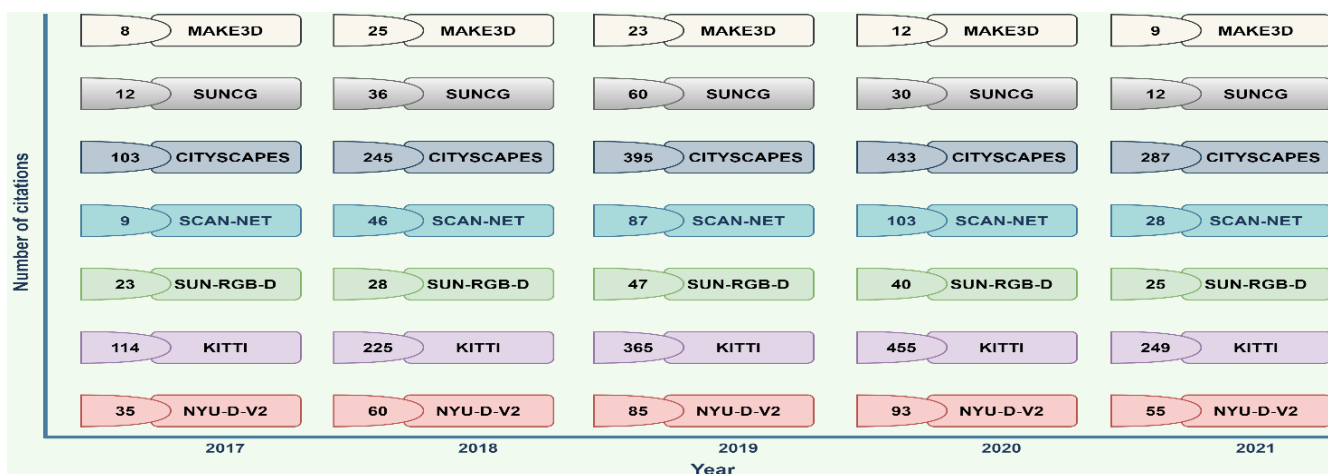 8 MAKE3D 25 MAKE3D 23 MAKE3D 12 MAKE3D 9 MAKE3D
12 SUNCG 36 SUNCG 60 SUNCG 30 SUNCG 12 SUNCG
103 CITYSCAPES 245 CITYSCAPES 395 CITYSCAPES 433 CITYSCAPES 287 CITYSCAPES
9 SCAN-NET 46 SCAN-NET 87 SCAN-NET 103 SCAN-NET 28 SCAN-NET
23 SUN-RGB-D 28 SUN-RGB-D 47 SUN-RGB-D 40 SUN-RGB-D 25 SUN-RGB-D
114 KITTI 225 KITTI 365 KITTI 455 KITTI 249 KITTI
35 NYU-D-V2 60 NYU-D-V2 85 NYU-D-V2 93 NYU-D-V2 55 NYU-D-V2
Number of citations
2017 2018 2019 2020 2021
Year